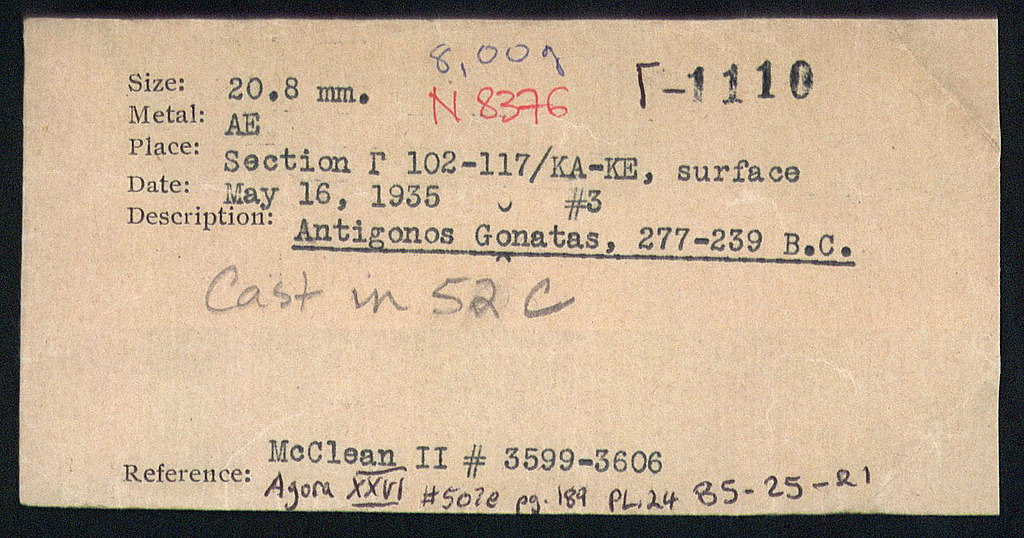 8,00g
Γ-1110
Size: 20.8 mm.
N 8376
Metal: AE
Place: Section Γ 102-117/KA-KE, surface
Date: May 16, 1935 #3
Description: Antigonos Gonatas, 277-239 B.C.
Cast in 52 C
Reference: McClean II # 3599-3606
Agora XXVI #507e pg. 189 PL.24 85-25-21